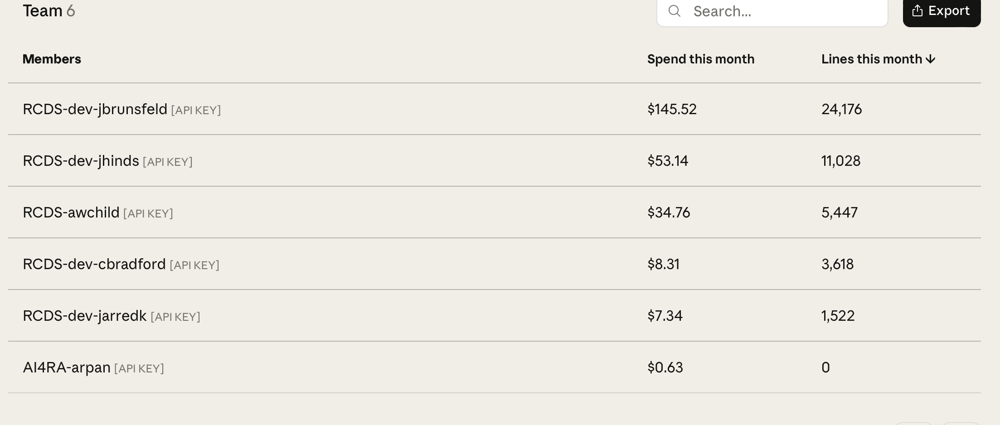 Team 6
Search...
Export
Members Spend this month Lines this month ↓
RCDS-dev-jbrunsfeld [API KEY] $145.52 24,176
RCDS-dev-jhinds [API KEY] $53.14 11,028
RCDS-awchild [API KEY] $34.76 5,447
RCDS-dev-cbradford [API KEY] $8.31 3,618
RCDS-dev-jarredk [API KEY] $7.34 1,522
AI4RA-arpan [API KEY] $0.63 0